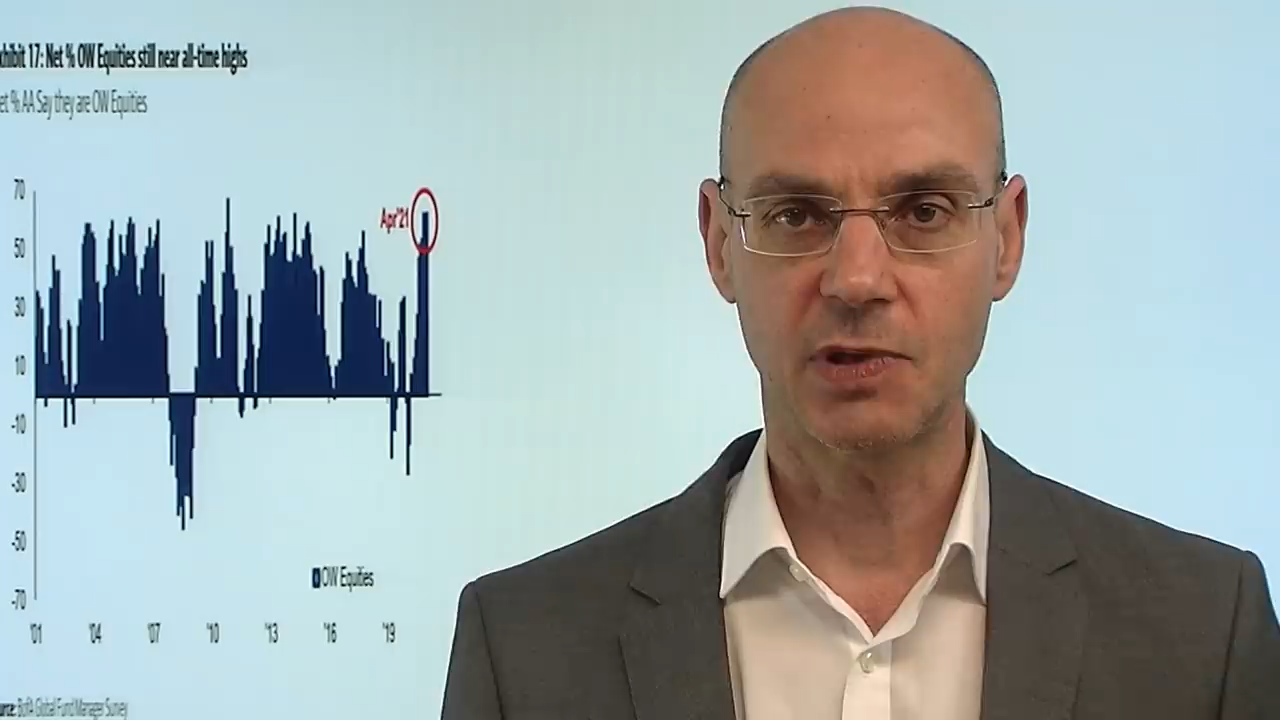 xhibit 17: Net % OW Equities still near all-time highs
et % AA Say they are OW Equities
70
50
30
10
-10
-30
-50
-70
Apr'21
OW Equities
'01 '04 '07 '10 '13 '16 '19
urce: BofA Global Fund Manager Survey